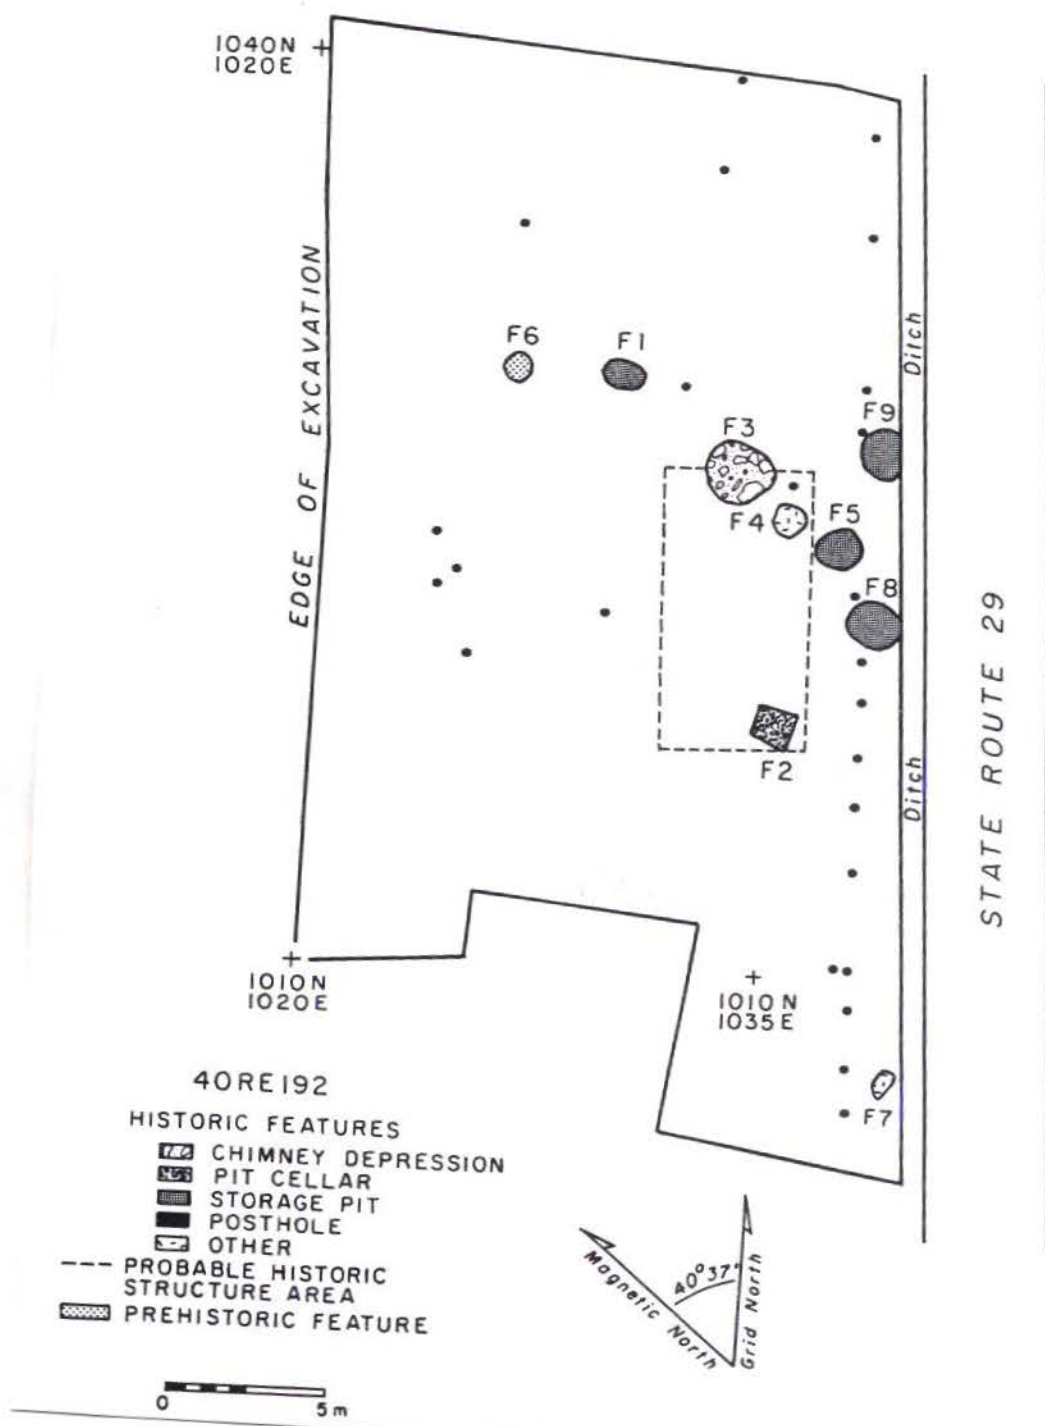 1040N
1020E
EDGE OF EXCAVATION
F6
F1
Ditch
F9
F3
F4
F5
F8
STATE ROUTE 29
F2
Ditch
1010N
1020E
1010N
1035E
F7
40RE192
HISTORIC FEATURES
CHIMNEY DEPRESSION
PIT CELLAR
STORAGE PIT
POSTHOLE
OTHER
PROBABLE HISTORIC
STRUCTURE AREA
PREHISTORIC FEATURE
Magnetic North
40°37'
Grid North
0 5m